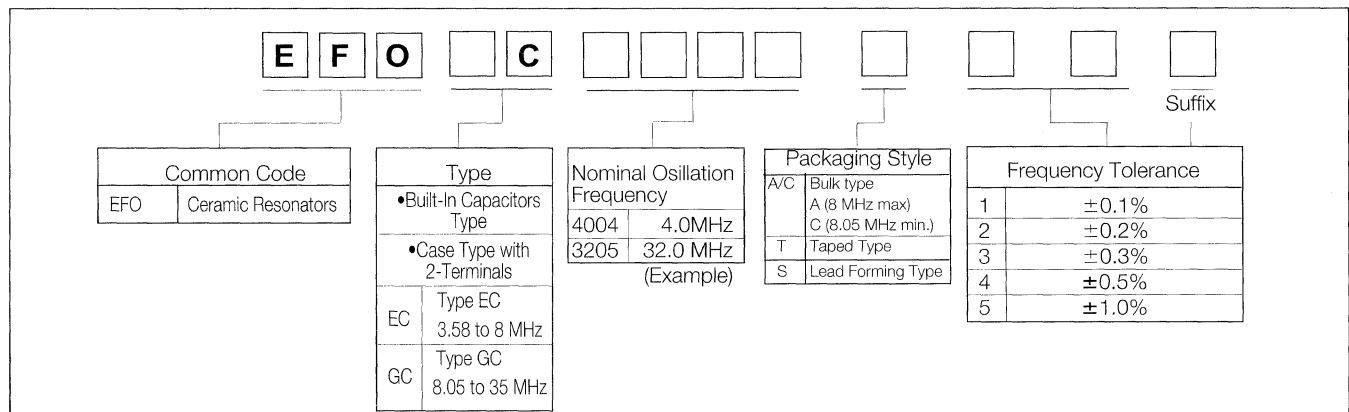 E F O C
Suffix
Common Code
EFO Ceramic Resonators
Type
•Built-In Capacitors
Type
•Case Type with
2-Terminals
EC Type EC
3.58 to 8 MHz
GC Type GC
8.05 to 35 MHz
Nominal Osillation
Frequency
4004 4.0MHz
3205 32.0 MHz
(Example)
Packaging Style
A/C Bulk type
A (8 MHz max)
C (8.05 MHz min.)
T Taped Type
S Lead Forming Type
Frequency Tolerance
1 ±0.1%
2 ±0.2%
3 ±0.3%
4 ±0.5%
5 ±1.0%